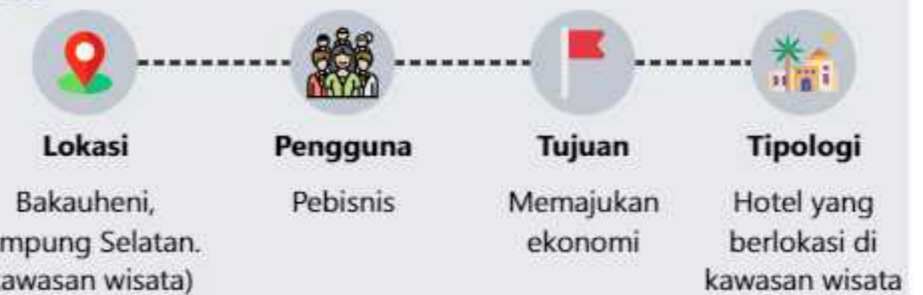 Lokasi
Bakauheni,
mpung Selatan.
awasan wisata)
Pengguna
Pebisnis
Tujuan
Memajukan
ekonomi
Tipologi
Hotel yang
berlokasi di
kawasan wisata